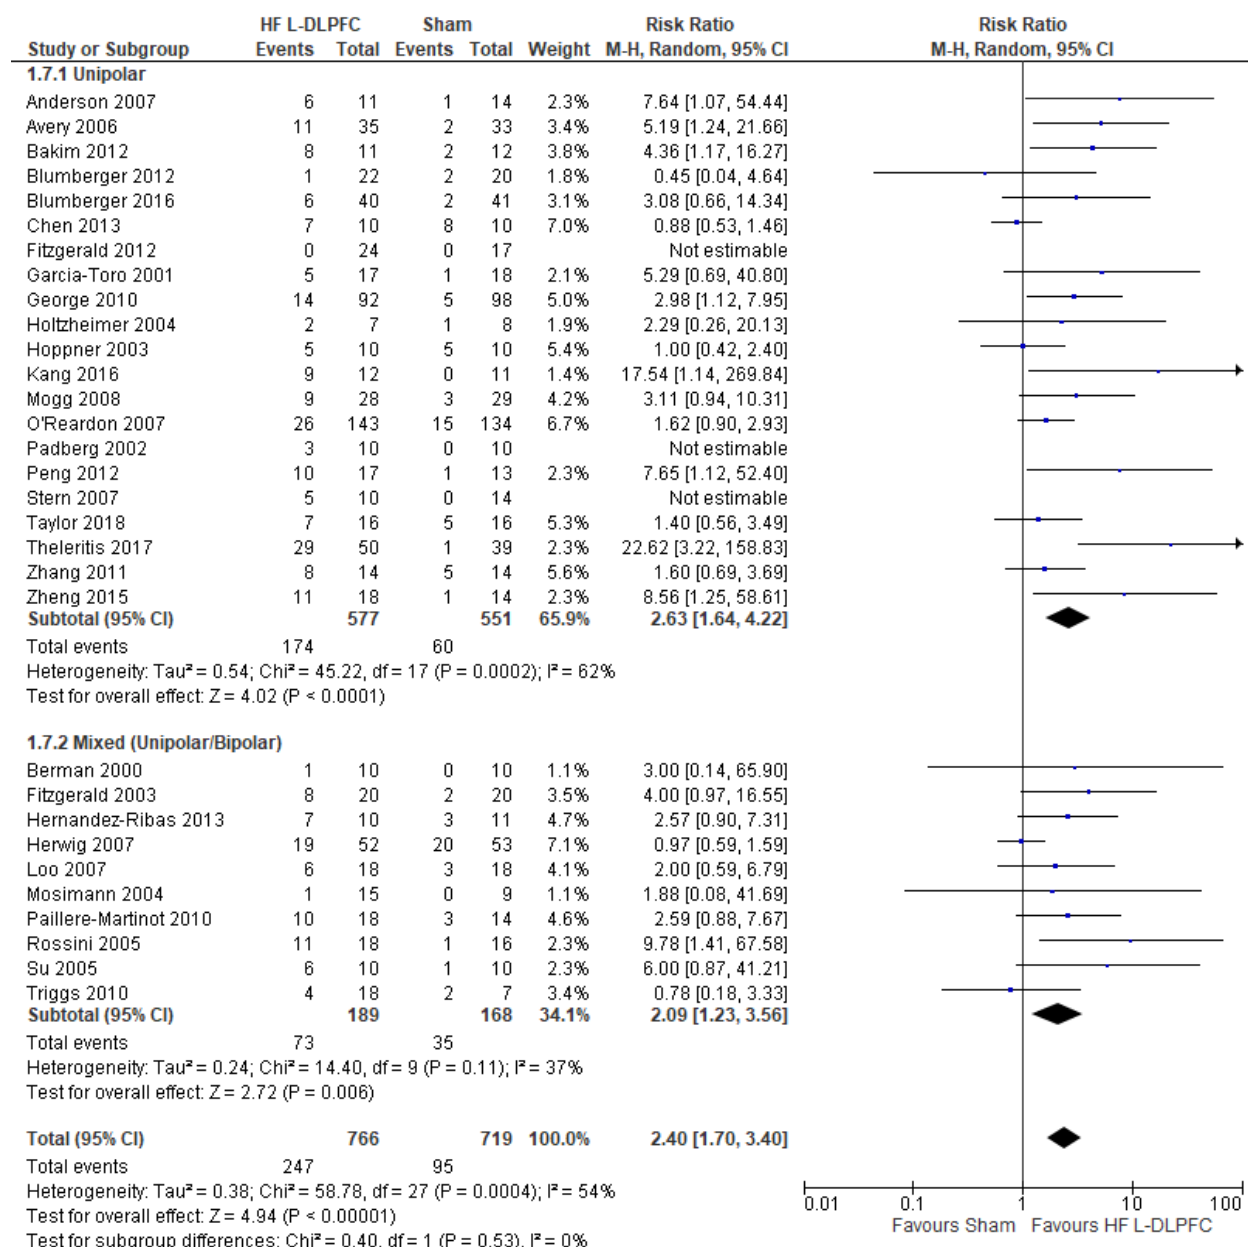 HF L-DLPFC Sham Risk Ratio Risk Ratio
Study or Subgroup Events Total Events Total Weight M-H, Random, 95% CI M-H, Random, 95% CI
1.7.1 Unipolar
Anderson 2007 6 11 1 14 2.3% 7.64 [1.07, 54.44]
Avery 2006 11 35 2 33 3.4% 5.19 [1.24, 21.66]
Bakim 2012 8 11 2 12 3.8% 4.36 [1.17, 16.27]
Blumberger 2012 1 22 2 20 1.8% 0.45 [0.04, 4.64]
Blumberger 2016 6 40 2 41 3.1% 3.08 [0.66, 14.34]
Chen 2013 7 10 8 10 7.0% 0.88 [0.53, 1.46]
Fitzgerald 2012 0 24 0 17 Not estimable
Garcia-Toro 2001 5 17 1 18 2.1% 5.29 [0.69, 40.80]
George 2010 14 92 5 98 5.0% 2.98 [1.12, 7.95]
Holtzheimer 2004 2 7 1 8 1.9% 2.29 [0.26, 20.13]
Hoppner 2003 5 10 5 10 5.4% 1.00 [0.42, 2.40]
Kang 2016 9 12 0 11 1.4% 17.54 [1.14, 269.84]
Mogg 2008 9 28 3 29 4.2% 3.11 [0.94, 10.31]
O'Reardon 2007 26 143 15 134 6.7% 1.62 [0.90, 2.93]
Padberg 2002 3 10 0 10 Not estimable
Peng 2012 10 17 1 13 2.3% 7.65 [1.12, 52.40]
Stern 2007 5 10 0 14 Not estimable
Taylor 2018 7 16 5 16 5.3% 1.40 [0.56, 3.49]
Theleritis 2017 29 50 1 39 2.3% 22.62 [3.22, 158.83]
Zhang 2011 8 14 5 14 5.6% 1.60 [0.69, 3.69]
Zheng 2015 11 18 1 14 2.3% 8.56 [1.25, 58.61]
Subtotal (95% CI) 577 551 65.9% 2.63 [1.64, 4.22]
Total events 174 60
Heterogeneity: Tau² = 0.54; Chi² = 45.22, df = 17 (P = 0.0002); I² = 62%
Test for overall effect: Z = 4.02 (P < 0.0001)
1.7.2 Mixed (Unipolar/Bipolar)
Berman 2000 1 10 0 10 1.1% 3.00 [0.14, 65.90]
Fitzgerald 2003 8 20 2 20 3.5% 4.00 [0.97, 16.55]
Hernandez-Ribas 2013 7 10 3 11 4.7% 2.57 [0.90, 7.31]
Herwig 2007 19 52 20 53 7.1% 0.97 [0.59, 1.59]
Loo 2007 6 18 3 18 4.1% 2.00 [0.59, 6.79]
Mosimann 2004 1 15 0 9 1.1% 1.88 [0.08, 41.69]
Paillere-Martinot 2010 10 18 3 14 4.6% 2.59 [0.88, 7.67]
Rossini 2005 11 18 1 16 2.3% 9.78 [1.41, 67.58]
Su 2005 6 10 1 10 2.3% 6.00 [0.87, 41.21]
Triggs 2010 4 18 2 7 3.4% 0.78 [0.18, 3.33]
Subtotal (95% CI) 189 168 34.1% 2.09 [1.23, 3.56]
Total events 73 35
Heterogeneity: Tau² = 0.24; Chi² = 14.40, df = 9 (P = 0.11); I² = 37%
Test for overall effect: Z = 2.72 (P = 0.006)
Total (95% CI) 766 719 100.0% 2.40 [1.70, 3.40]
Total events 247 95
Heterogeneity: Tau² = 0.38; Chi² = 58.78, df = 27 (P = 0.0004); I² = 54%
Test for overall effect: Z = 4.94 (P < 0.00001)
Test for subgroup differences: Chi² = 0.40, df = 1 (P = 0.53), I² = 0%
0.01 0.1 1 10 100
Favours Sham Favours HF L-DLPFC